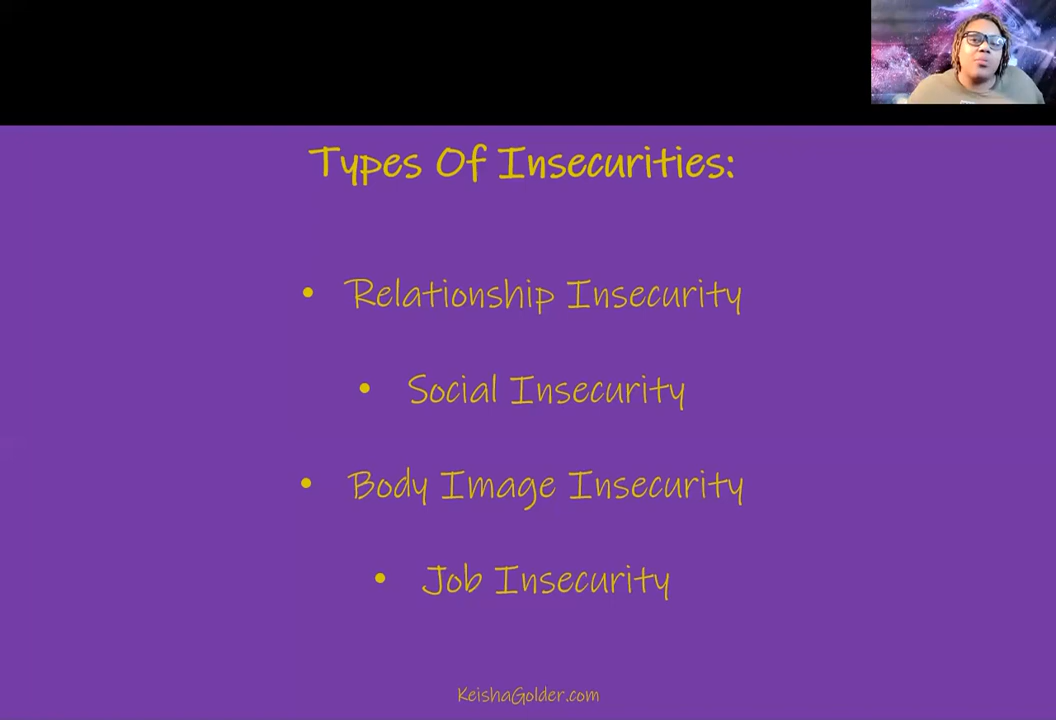 Types Of Insecurities:
• Relationship Insecurity
• Social Insecurity
• Body Image Insecurity
• Job Insecurity
KeishaGolder.com